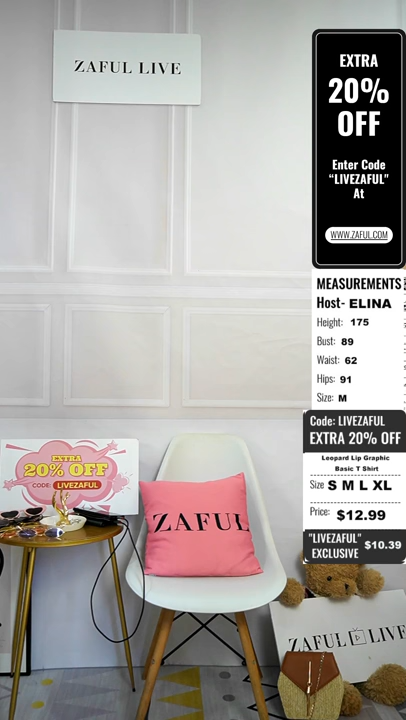 ZAFUL LIVE
EXTRA
20%
OFF
Enter Code
"LIVEZAFUL"
At
WWW.ZAFUL.COM
MEASUREMENTS
Host- ELINA
Height: 175
Bust: 89
Waist: 62
Hips: 91
Size: M
Code: LIVEZAFUL
EXTRA 20% OFF
Leopard Lip Graphic
Basic T Shirt
Size S M L XL
Price: $12.99
"LIVEZAFUL"
EXCLUSIVE $10.39
EXTRA
20% OFF
CODE: LIVEZAFUL
ZAFUL
ZAFUL LIVE